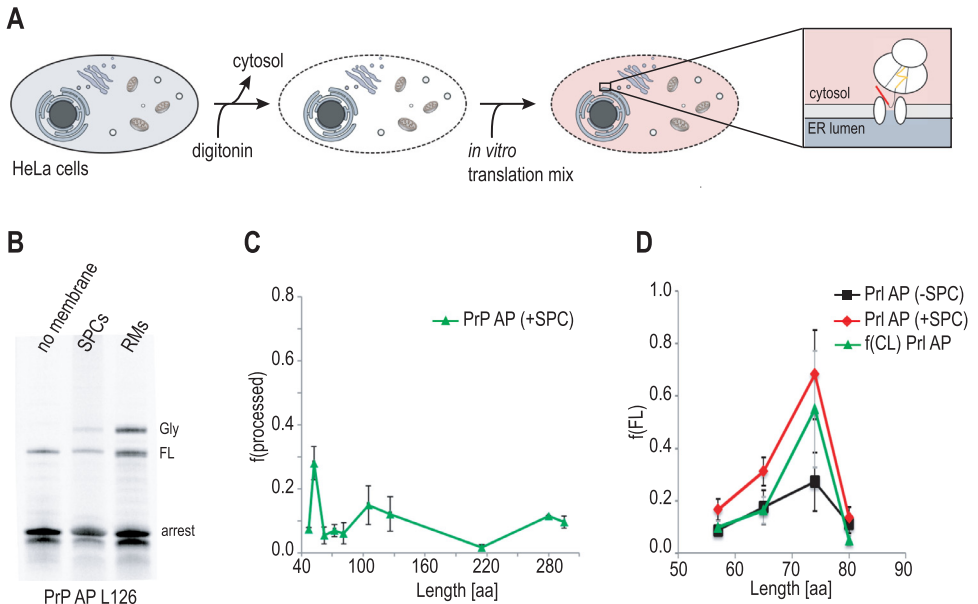 A
HeLa cells
cytosol
digitonin
in vitro
translation mix
cytosol
ER lumen
B
no membrane
SPCs
RMs
Gly
FL
arrest
PrP AP L126
C
0.8
0.6
0.4
0.2
0.0
f(processed)
PrP AP (+SPC)
40 100 160 220 280
Length [aa]
D
1.0
0.8
0.6
0.4
0.2
0.0
f(FL)
Prl AP (-SPC)
Prl AP (+SPC)
f(CL) Prl AP
50 60 70 80 90
Length [aa]